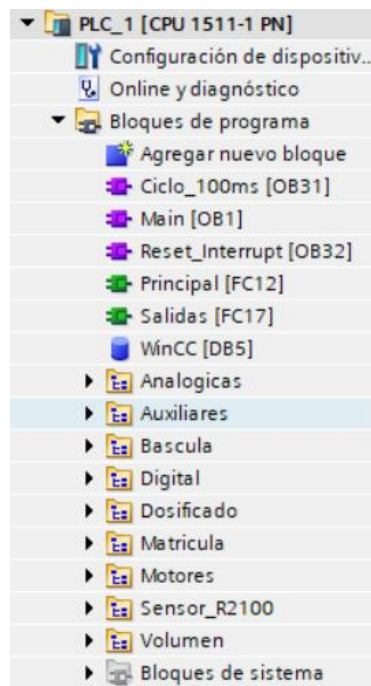 PLC_1 [CPU 1511-1 PN]
Configuración de dispositiv...
Online y diagnóstico
Bloques de programa
Agregar nuevo bloque
Ciclo_100ms [OB31]
Main [OB1]
Reset_Interrupt [OB32]
Principal [FC12]
Salidas [FC17]
WinCC [DB5]
Analogicas
Auxiliares
Bascula
Digital
Dosificado
Matricula
Motores
Sensor_R2100
Volumen
Bloques de sistema